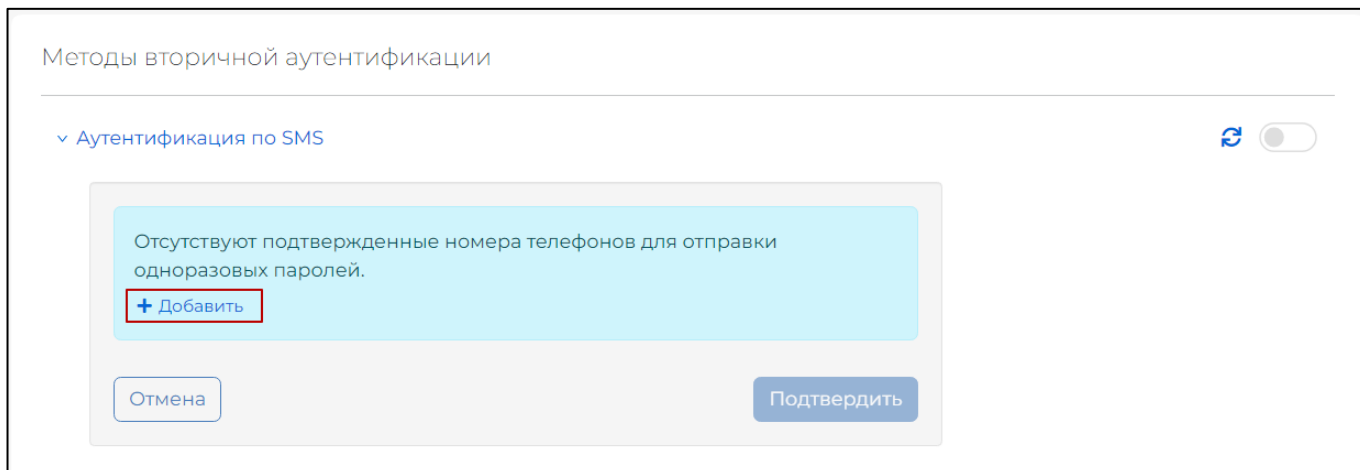 Методы вторичной аутентификации
Аутентификация по SMS
Отсутствуют подтвержденные номера телефонов для отправки
одноразовых паролей.
+ Добавить
Отмена
Подтвердить